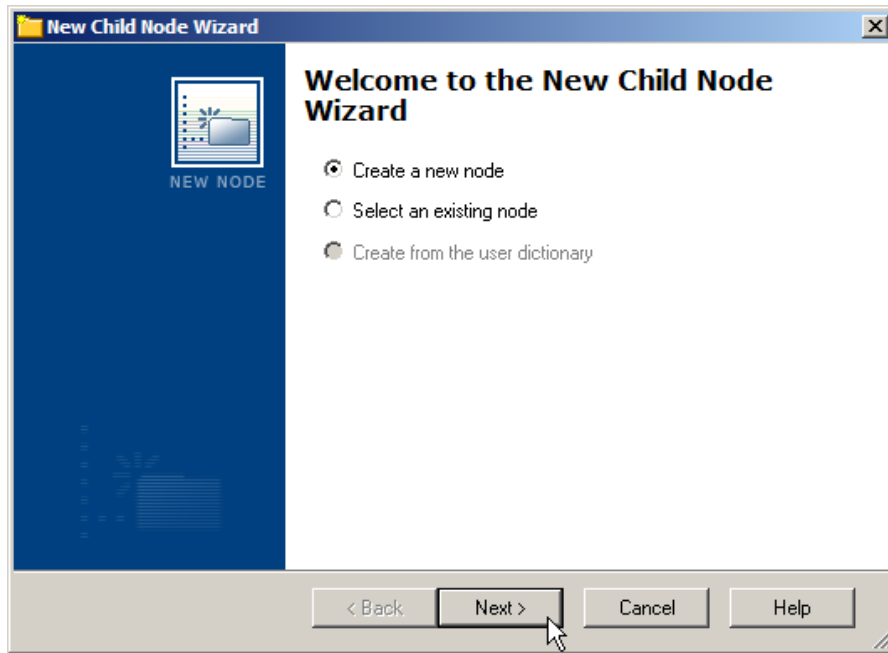 New Child Node Wizard
Welcome to the New Child Node
Wizard
NEW NODE
Create a new node
Select an existing node
Create from the user dictionary
< Back
Next >
Cancel
Help